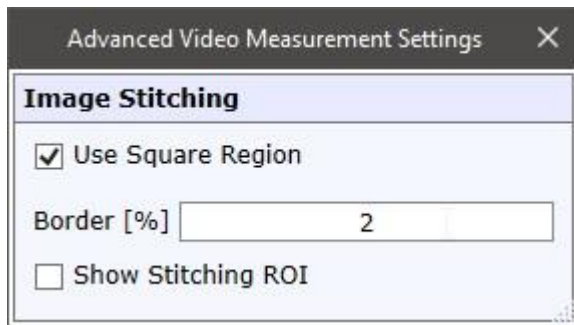 Advanced Video Measurement Settings
Image Stitching
Use Square Region
Border [%] 2
Show Stitching ROI